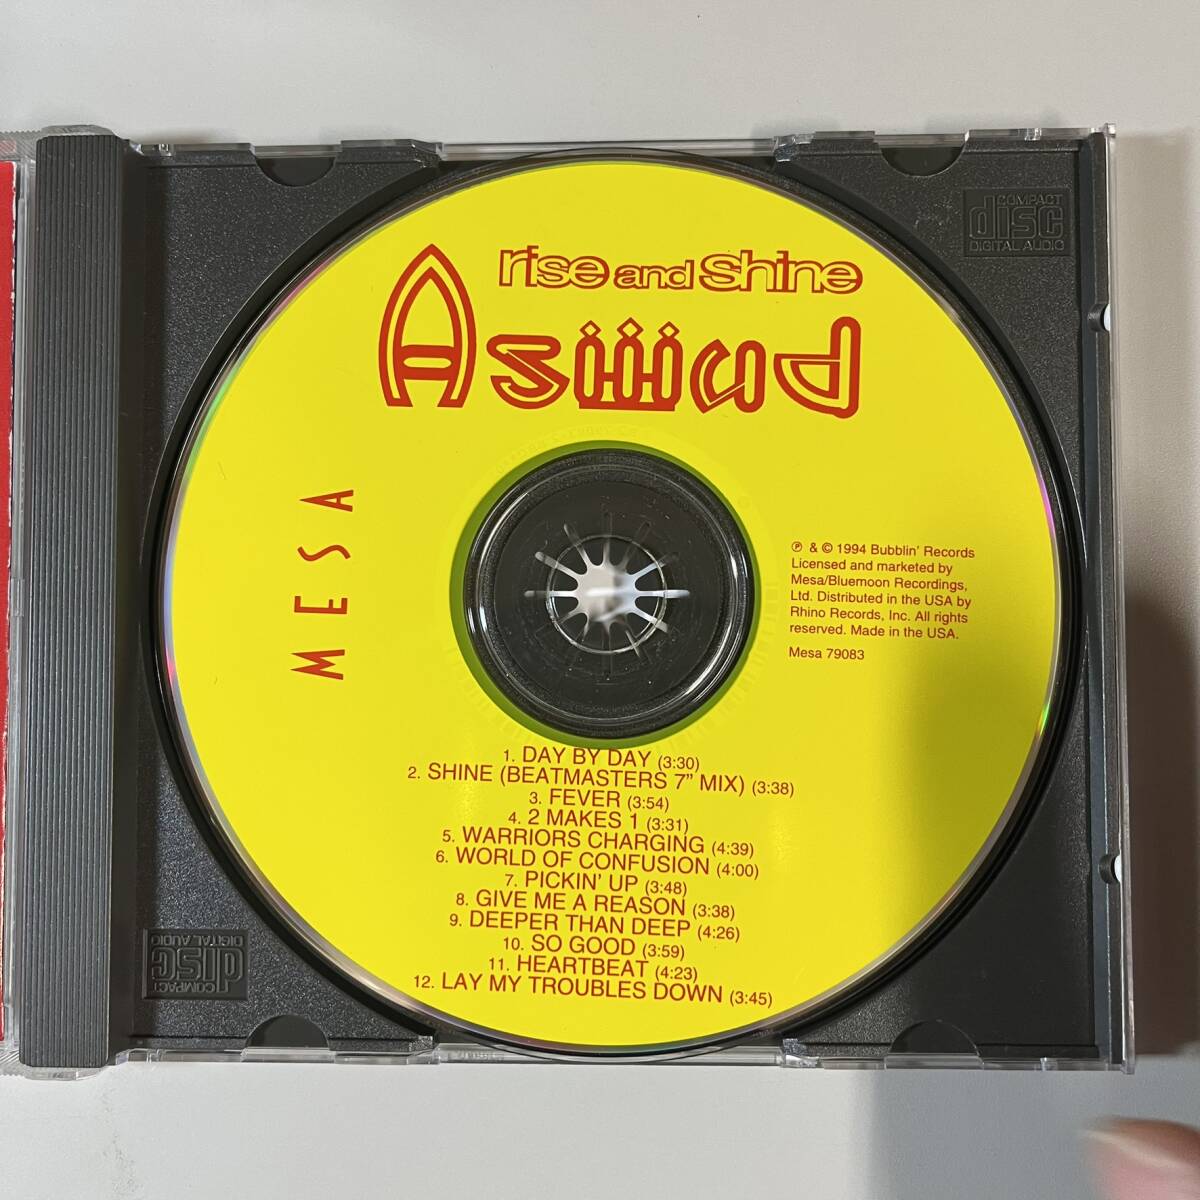 rise and shine
Aswad
MESA
COMPACT
disc
DIGITAL AUDIO
℗ & © 1994 Bubblin' Records
Licensed and marketed by
Mesa/Bluemoon Recordings,
Ltd. Distributed in the USA by
Rhino Records, Inc. All rights
reserved. Made in the USA.
Mesa 79083
1. DAY BY DAY (3:30)
2. SHINE (BEATMASTERS 7” MIX) (3:38)
3. FEVER (3:54)
4. 2 MAKES 1 (3:31)
5. WARRIORS CHARGING (4:39)
6. WORLD OF CONFUSION (4:00)
7. PICKIN’ UP (3:48)
8. GIVE ME A REASON (3:38)
9. DEEPER THAN DEEP (4:26)
10. SO GOOD (3:59)
11. HEARTBEAT (4:23)
12. LAY MY TROUBLES DOWN (3:45)
COMPACT
disc
DIGITAL AUDIO